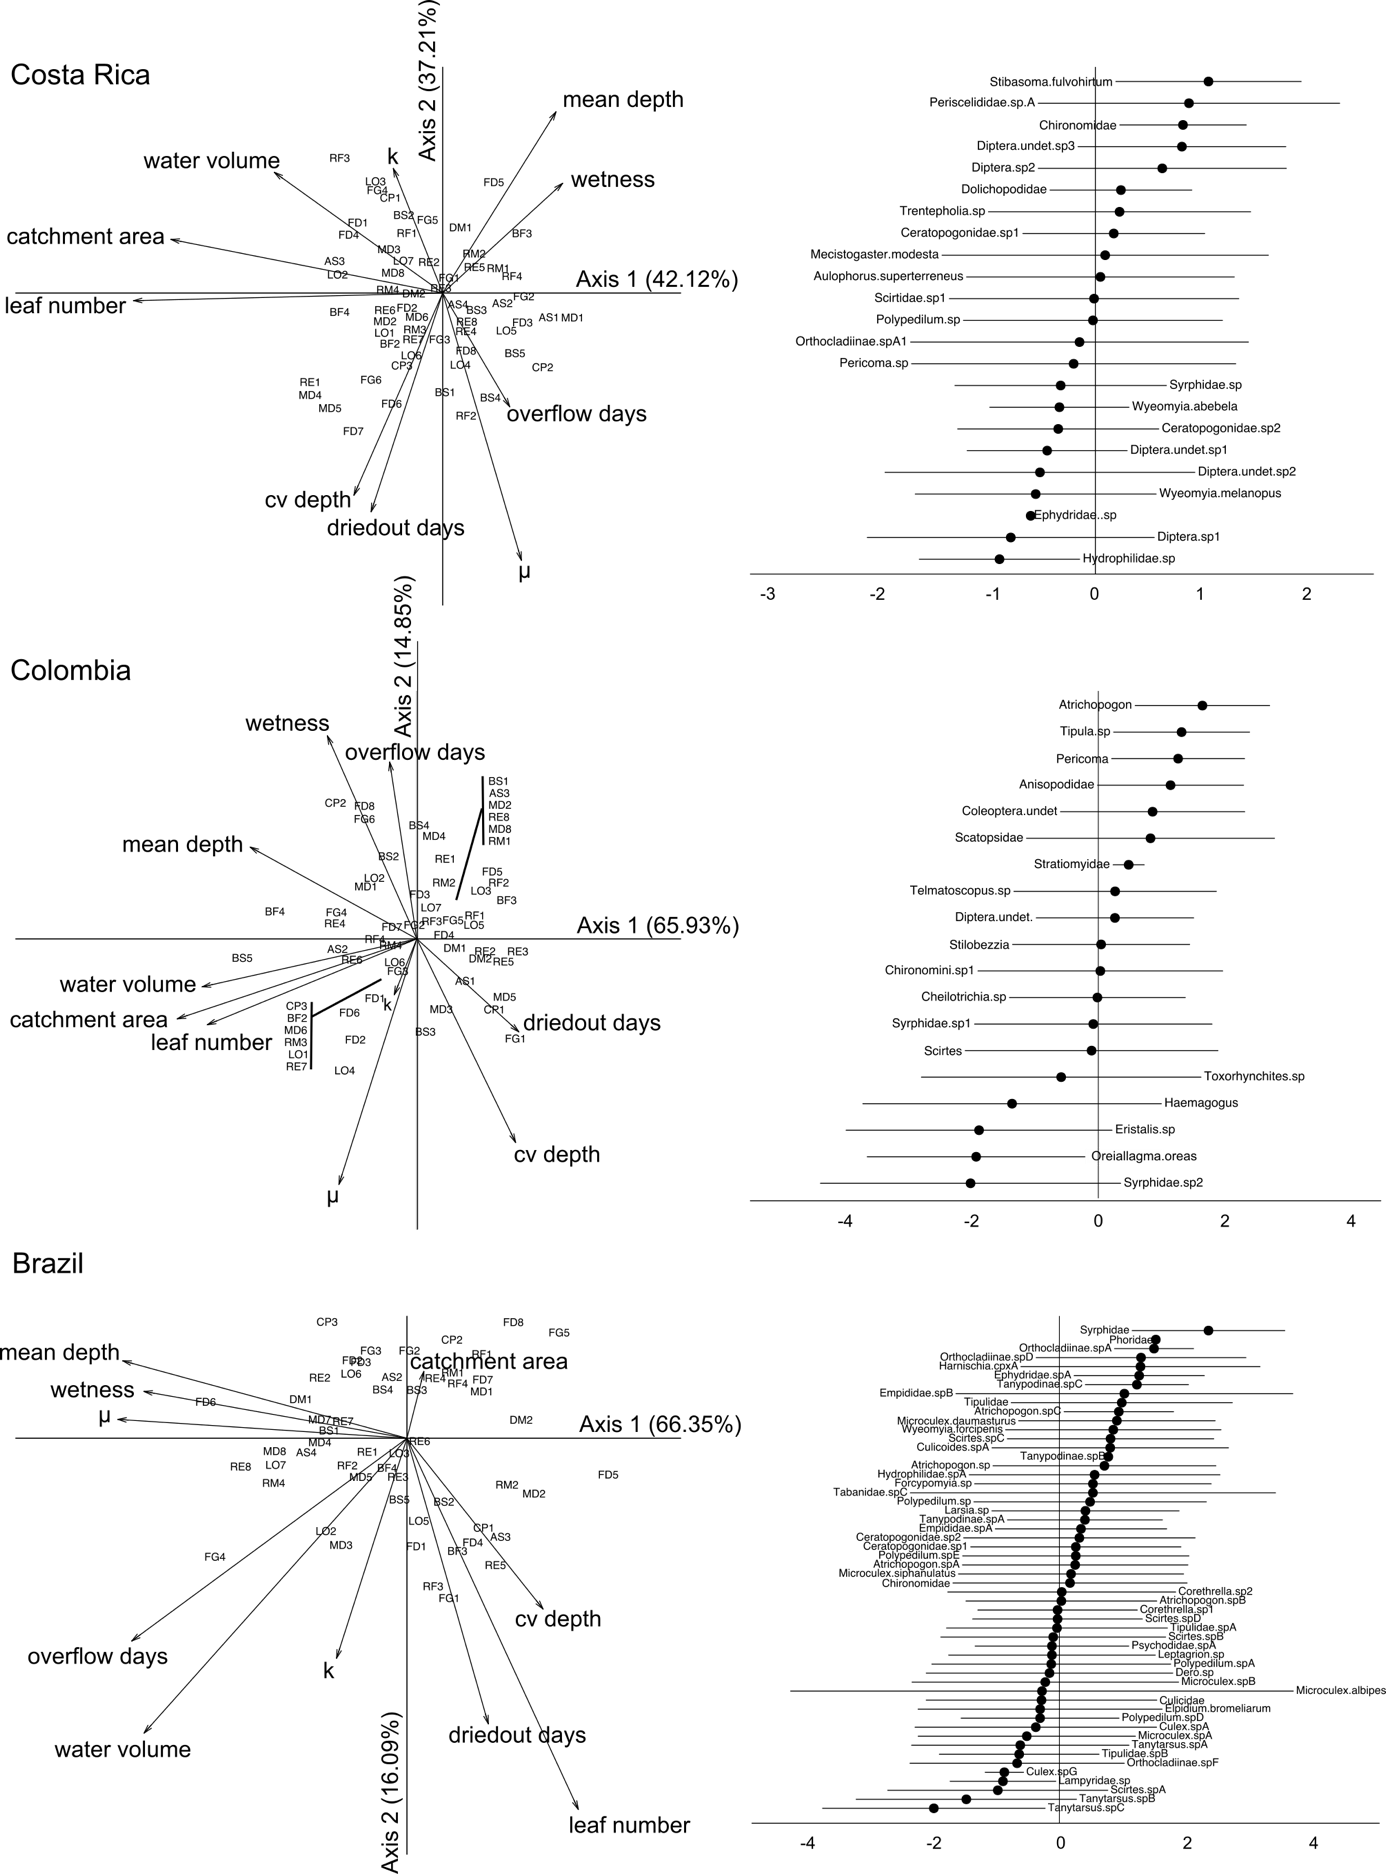 Costa Rica
Axis 2 (37.21%)
mean depth
water volume
k
wetness
catchment area
Axis 1 (42.12%)
leaf number
overflow days
cv depth
driedout days
µ
RF3
LO3
FG4
CP1
FD5
BS2
FG5
FD1
FD4
RF1
DM1
BF3
MD3
RM2
AS3
LO7
RE2
RE5
RM1
LO2
MD8
FG1
RF4
RM4
DM2
RE3
FG2
BF4
RE6
FD2
AS4
BS3
AS2
MD2
MD6
RE8
FD3
AS1
MD1
LO1
RM3
RE4
LO5
BF2
RE7
FG3
LO6
FD8
BS5
CP3
LO4
CP2
RE1
FG6
MD4
BS1
BS4
MD5
FD6
RF2
FD7
Stibasoma.fulvohirtum
Periscelididae.sp.A
Chironomidae
Diptera.undet.sp3
Diptera.sp2
Dolichopodidae
Trentepholia.sp
Ceratopogonidae.sp1
Mecistogaster.modesta
Aulophorus.superterreneus
Scirtidae.sp1
Polypedilum.sp
Orthocladiinae.spA1
Pericoma.sp
Syrphidae.sp
Wyeomyia.abebela
Ceratopogonidae.sp2
Diptera.undet.sp1
Diptera.undet.sp2
Wyeomyia.melanopus
Ephydridae..sp
Diptera.sp1
Hydrophilidae.sp
-3 -2 -1 0 1 2
Colombia
Axis 2 (14.85%)
wetness
overflow days
mean depth
Axis 1 (65.93%)
water volume
catchment area
leaf number
k
driedout days
cv depth
µ
BS1
AS3
MD2
RE8
MD8
RM1
CP2
FD8
FG6
BS4
MD4
BS2
RE1
LO2
MD1
RM2
FD5
RF2
LO3
FD3
BF3
BF4
FG4
LO7
RE4
FD7
FG2
RF3
FG5
RF1
LO5
RF4
RM4
FD4
AS2
DM1
RE2
RE3
BS5
RE6
LO6
DM2
RE5
FG3
AS1
FD1
MD5
FD6
MD3
CP1
CP3
BF2
MD6
RM3
LO1
RE7
BS3
FD2
FG1
LO4
Atrichopogon
Tipula.sp
Pericoma
Anisopodidae
Coleoptera.undet
Scatopsidae
Stratiomyidae
Telmatoscopus.sp
Diptera.undet.
Stilobezzia
Chironomini.sp1
Cheilotrichia.sp
Syrphidae.sp1
Scirtes
Toxorhynchites.sp
Haemagogus
Eristalis.sp
Oreiallagma.oreas
Syrphidae.sp2
-4 -2 0 2 4
Brazil
mean depth
wetness
µ
catchment area
Axis 1 (66.35%)
overflow days
water volume
k
cv depth
driedout days
leaf number
Axis 2 (16.09%)
CP3
FD8
FG5
CP2
FG3
FG2
RF1
LO6
RE2
AS2
RE4
RM1
RF4
FD7
BS4
BS3
MD1
FD6
DM1
MD7
RE7
DM2
BS1
MD4
RE6
MD8
AS4
RE1
LO3
RE8
LO7
RF2
BF4
FD5
MD5
RE3
RM4
RM2
MD2
BS5
BS2
LO5
LO2
CP1
AS3
MD3
FD1
FD4
BF3
FG4
RE5
RF3
FG1
Syrphidae
Phoridae
Orthocladiinae.spA
Orthocladiinae.spD
Harnischia.cpxA
Ephydridae.spA
Tanypodinae.spC
Empididae.spB
Tipulidae
Atrichopogon.spC
Microculex.daumasturus
Wyeomyia.forcipenis
Scirtes.spC
Culicoides.spA
Tanypodinae.spB
Atrichopogon.sp
Hydrophilidae.spA
Forcypomyia.sp
Tabanidae.spC
Polypedilum.sp
Larsia.sp
Tanypodinae.spA
Empididae.spA
Ceratopogonidae.sp2
Ceratopogonidae.sp1
Polypedilum.spE
Atrichopogon.spA
Microculex.siphanulatus
Chironomidae
Corethrella.sp2
Atrichopogon.spB
Corethrella.sp1
Scirtes.spD
Tipulidae.spA
Scirtes.spB
Psychodidae.spA
Leptagrion.sp
Polypedilum.spA
Dero.sp
Microculex.spB
Microculex.albipes
Culicidae
Elpidium.bromeliarum
Polypedilum.spD
Culex.spA
Microculex.spA
Tanytarsus.spA
Tipulidae.spB
Orthocladiinae.spF
Culex.spG
Lampyridae.sp
Scirtes.spA
Tanytarsus.spB
Tanytarsus.spC
-4 -2 0 2 4